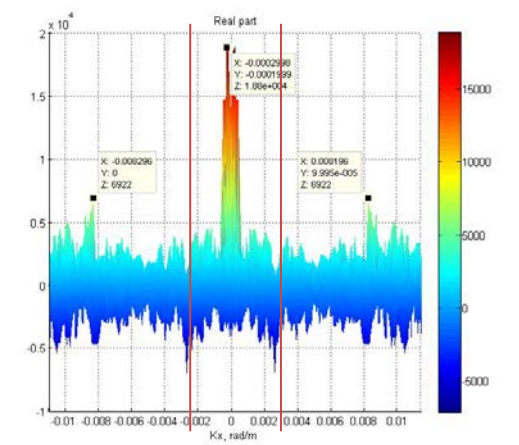 Real part
x 10^4
2
1.5
1
0.5
0
-0.5
-1
X: -0.0002998
Y: -0.0001999
Z: 1.88e+004
X: -0.008296
Y: 0
Z: 6922
X: 0.008196
Y: 9.995e-005
Z: 6922
15000
10000
5000
0
-5000
-0.01 -0.008 -0.006 -0.004 -0.002 0 0.002 0.004 0.006 0.008 0.01
Kx, rad/m